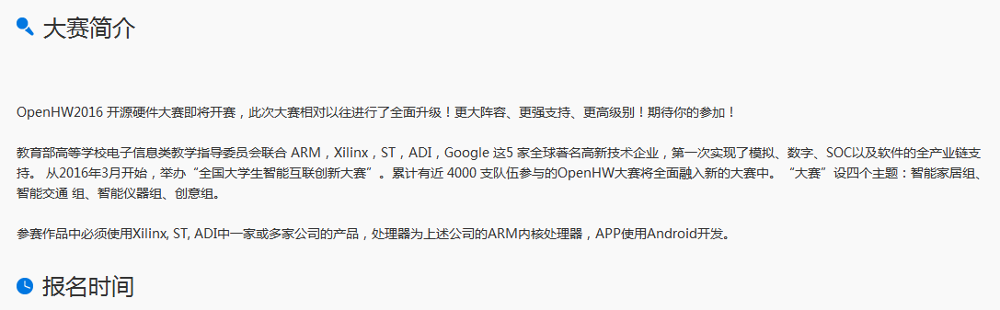 大赛简介
OpenHW2016 开源硬件大赛即将开赛，此次大赛相对以往进行了全面升级！更大阵容、更强支持、更高级别！期待你的参加！
教育部高等学校电子信息类教学指导委员会联合 ARM，Xilinx，ST，ADI，Google 这5 家全球著名高新技术企业，第一次实现了模拟、数字、SOC以及软件的全产业链支
持。 从2016年3月开始，举办“全国大学生智能互联创新大赛”。累计有近 4000 支队伍参与的OpenHW大赛将全面融入新的大赛中。“大赛”设四个主题：智能家居组、
智能交通 组、智能仪器组、创意组。
参赛作品中必须使用Xilinx, ST, ADI中一家或多家公司的产品，处理器为上述公司的ARM内核处理器，APP使用Android开发。
报名时间